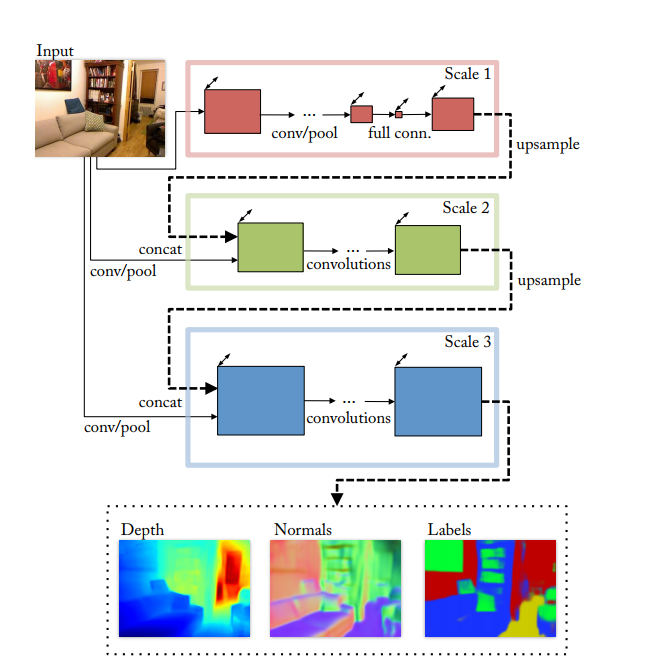 Input
Scale 1
...
conv/pool
full conn.
upsample
Scale 2
concat
...
conv/pool
convolutions
upsample
Scale 3
...
concat
convolutions
conv/pool
Depth
Normals
Labels